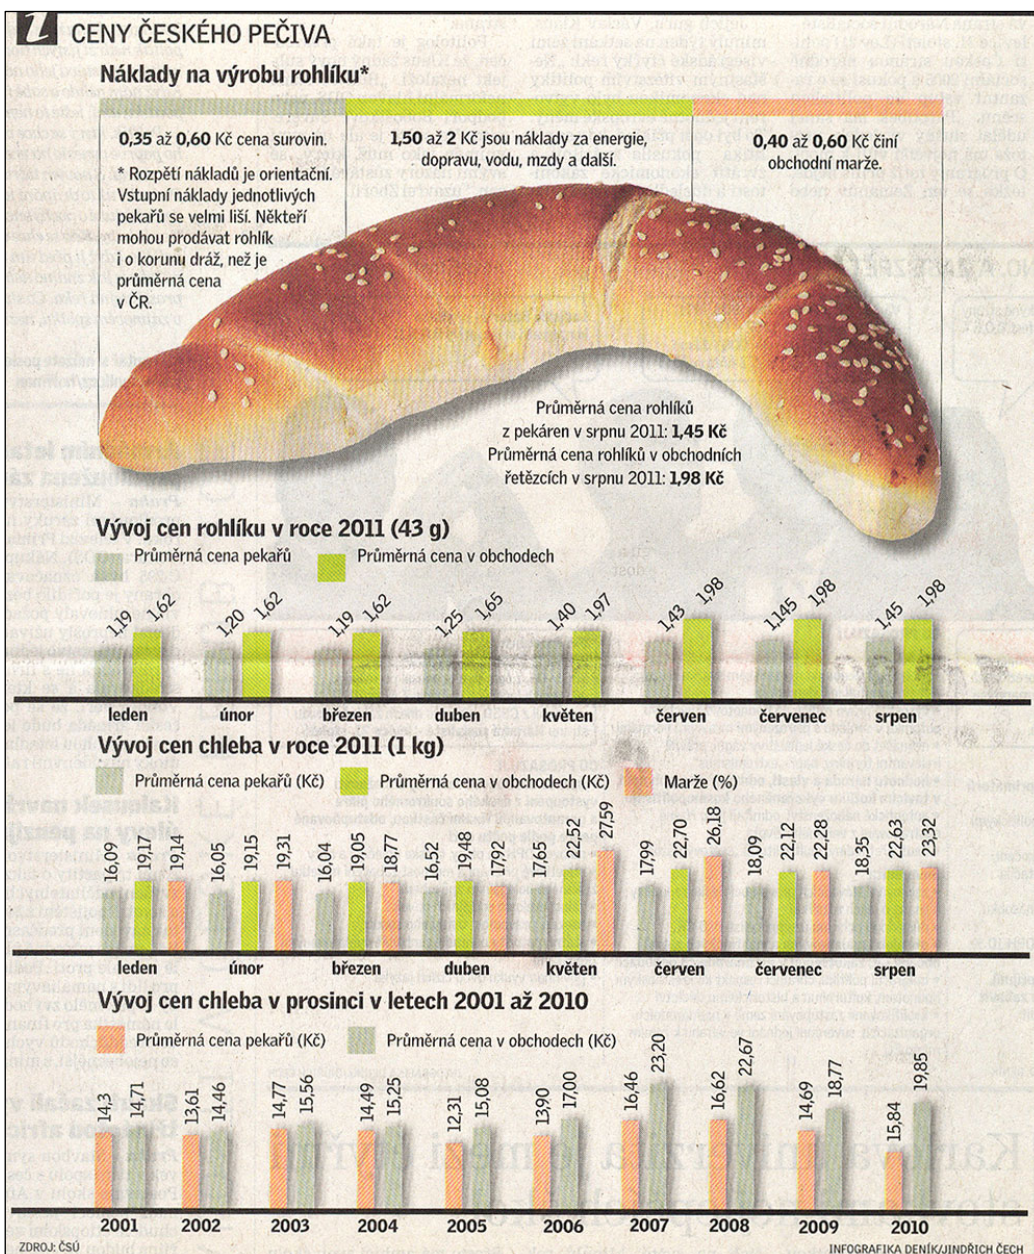 i CENY ČESKÉHO PEČIVA
Náklady na výrobu rohlíku*
0,35 až 0,60 Kč cena surovin.
* Rozpětí nákladů je orientační.
Vstupní náklady jednotlivých
pekařů se velmi liší. Někteří
mohou prodávat rohlík
i o korunu dráž, než je
průměrná cena
v ČR.
1,50 až 2 Kč jsou náklady za energie,
dopravu, vodu, mzdy a další.
0,40 až 0,60 Kč činí
obchodní marže.
Průměrná cena rohlíků
z pekáren v srpnu 2011: 1,45 Kč
Průměrná cena rohlíků v obchodních
řetězcích v srpnu 2011: 1,98 Kč
Vývoj cen rohlíku v roce 2011 (43 g)
Průměrná cena pekařů Průměrná cena v obchodech
1,19 1,62 1,20 1,62 1,19 1,62 1,25 1,65 1,40 1,97 1,43 1,98 1,145 1,98 1,45 1,98
leden únor březen duben květen červen červenec srpen
Vývoj cen chleba v roce 2011 (1 kg)
Průměrná cena pekařů (Kč) Průměrná cena v obchodech (Kč) Marže (%)
16,09 19,17 19,14 16,05 19,15 19,31 16,04 19,05 18,77 16,52 19,48 17,92 17,65 22,52 27,59 17,99 22,70 26,18 18,09 22,12 22,28 18,35 22,63 23,32
leden únor březen duben květen červen červenec srpen
Vývoj cen chleba v prosinci v letech 2001 až 2010
Průměrná cena pekařů (Kč) Průměrná cena v obchodech (Kč)
14,3 14,71 13,61 14,46 14,77 15,56 14,49 15,25 12,31 15,08 13,90 17,00 16,46 23,20 16,62 22,67 14,69 18,77 15,84 19,85
2001 2002 2003 2004 2005 2006 2007 2008 2009 2010
ZDROJ: ČSÚ INFOGRAFIKA DENÍK/JINDŘICH ČECH